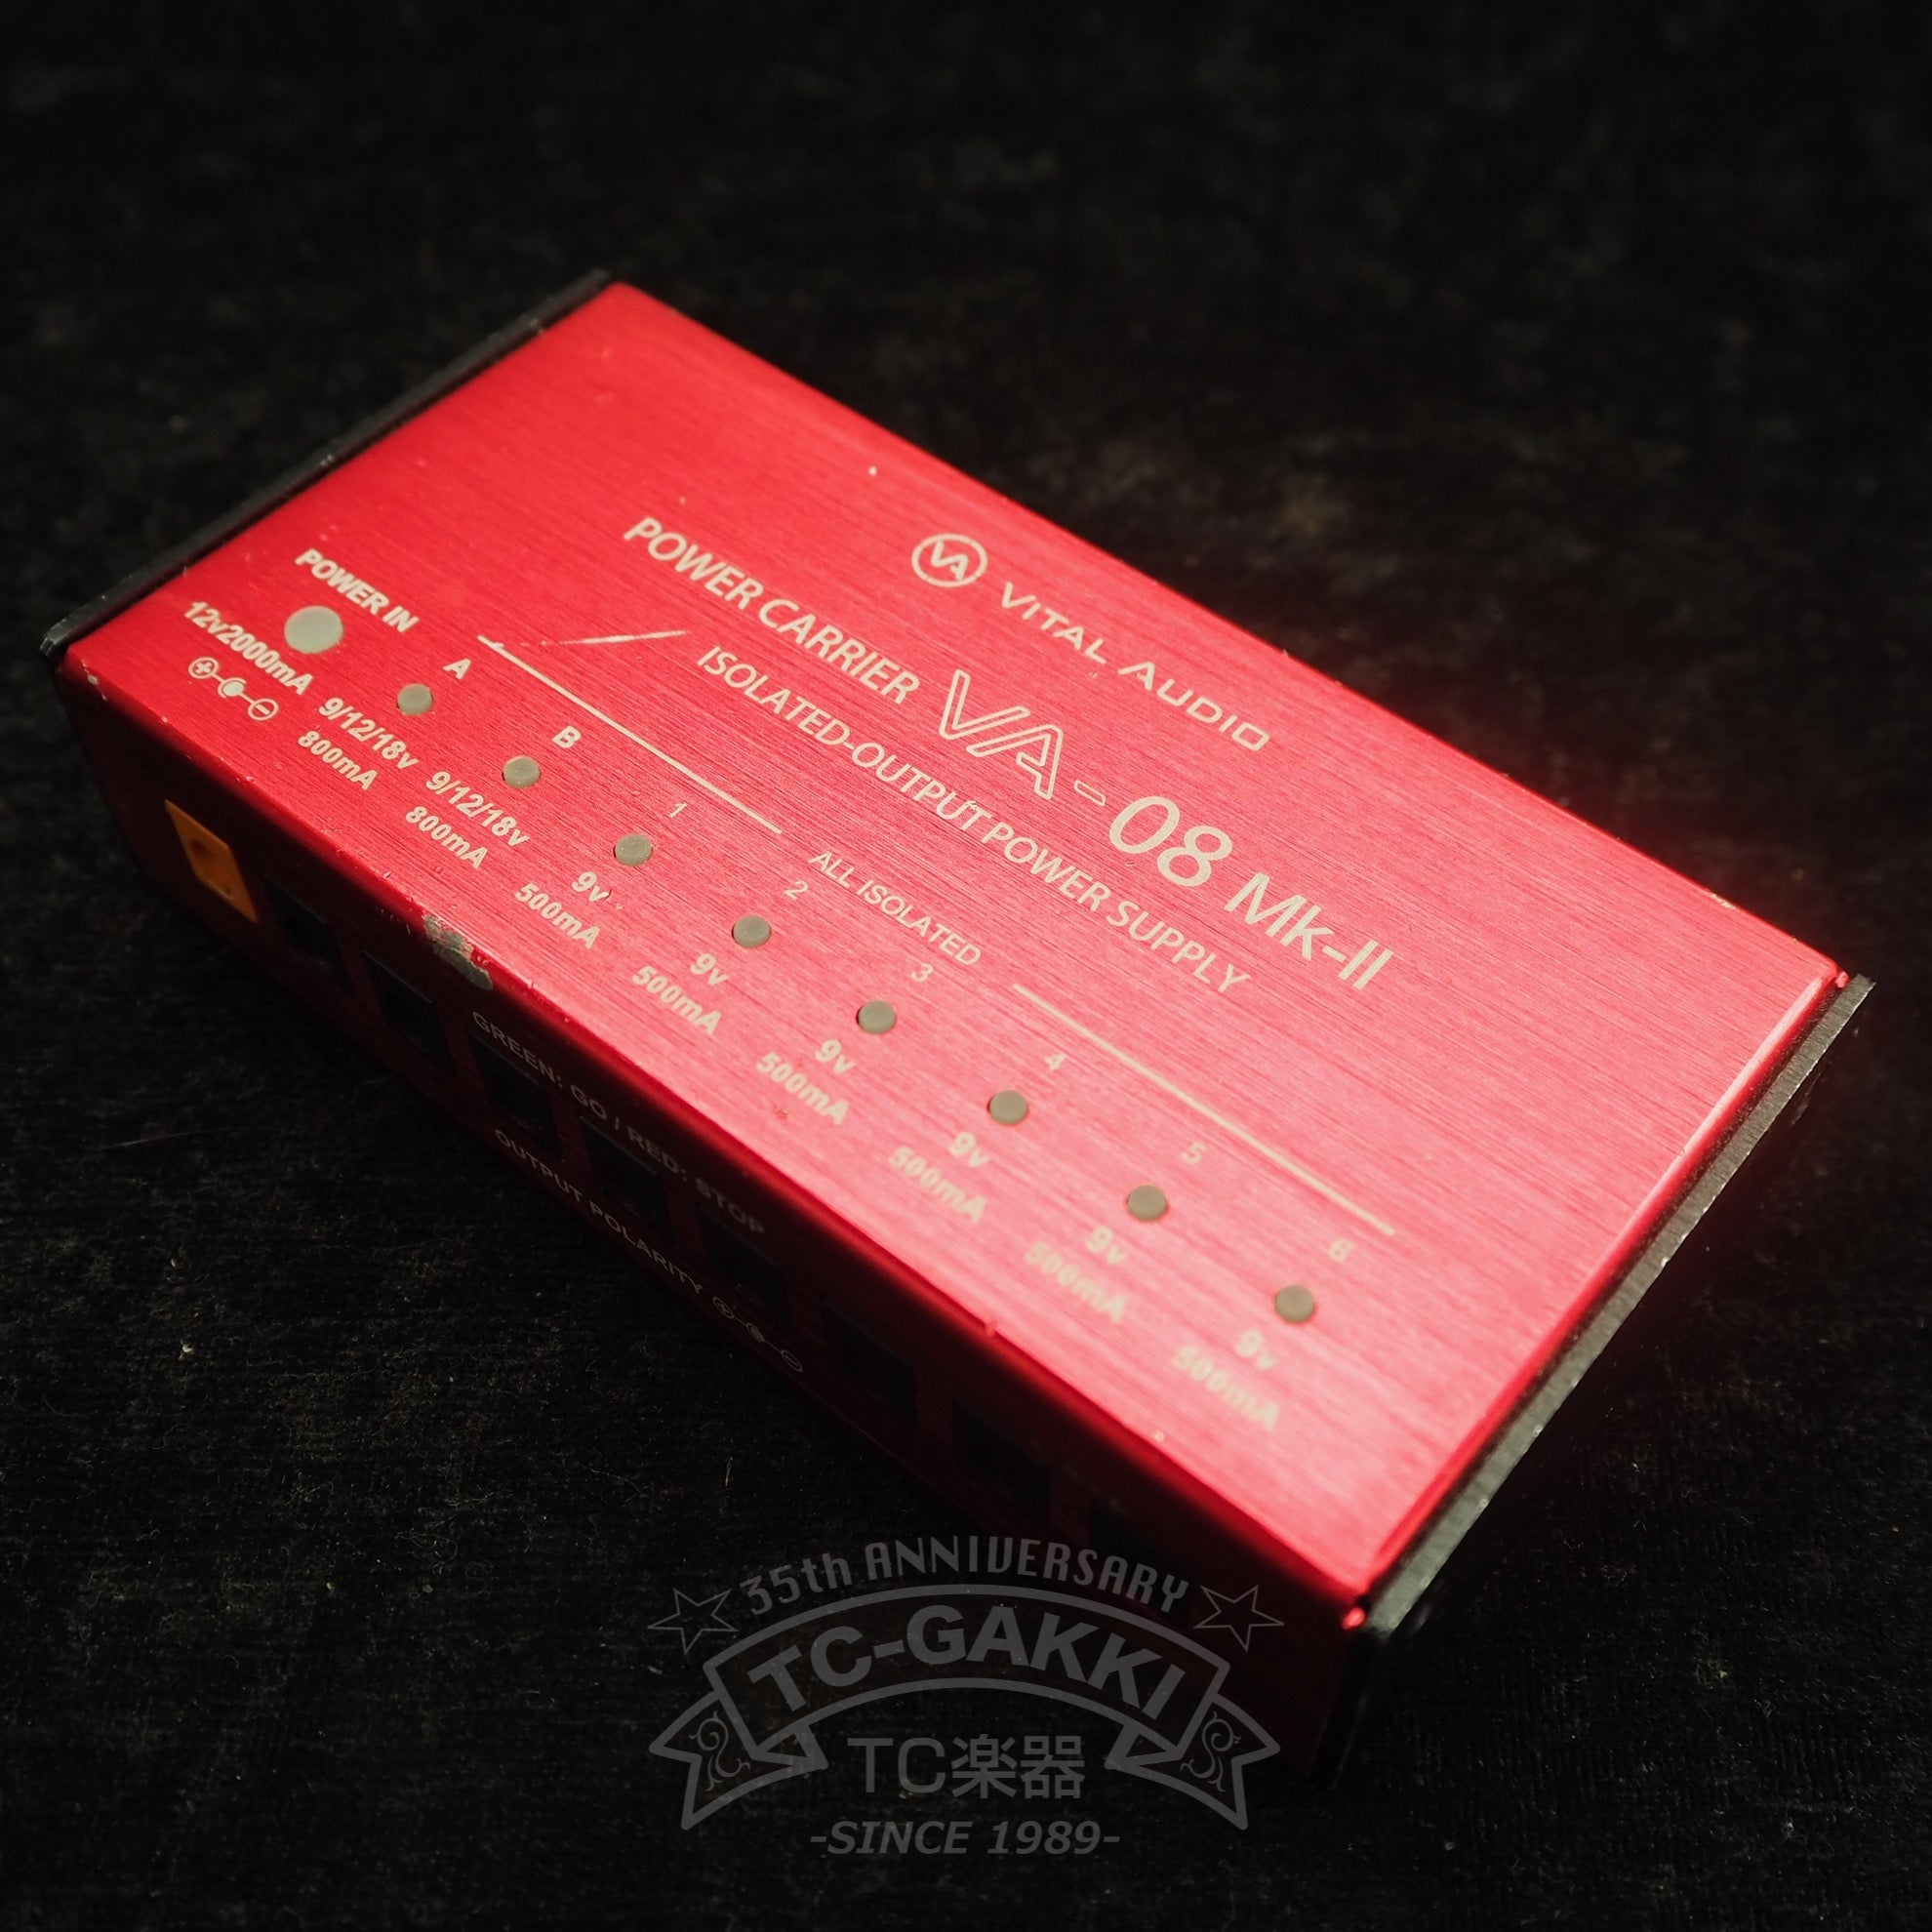 VA VITAL AUDIO
POWER CARRIER VA-08 Mk-II
ISOLATED-OUTPUT POWER SUPPLY
POWER IN
12v2000mA
ALL ISOLATED
A
9/12/18v
800mA
B
9/12/18v
800mA
1
9v
500mA
2
9v
500mA
3
9v
500mA
4
9v
500mA
5
9v
500mA
6
9v
500mA
GREEN: GO / RED: STOP
OUTPUT POLARITY
35th ANNIVERSARY
TC-GAKKI
TC楽器
-SINCE 1989-